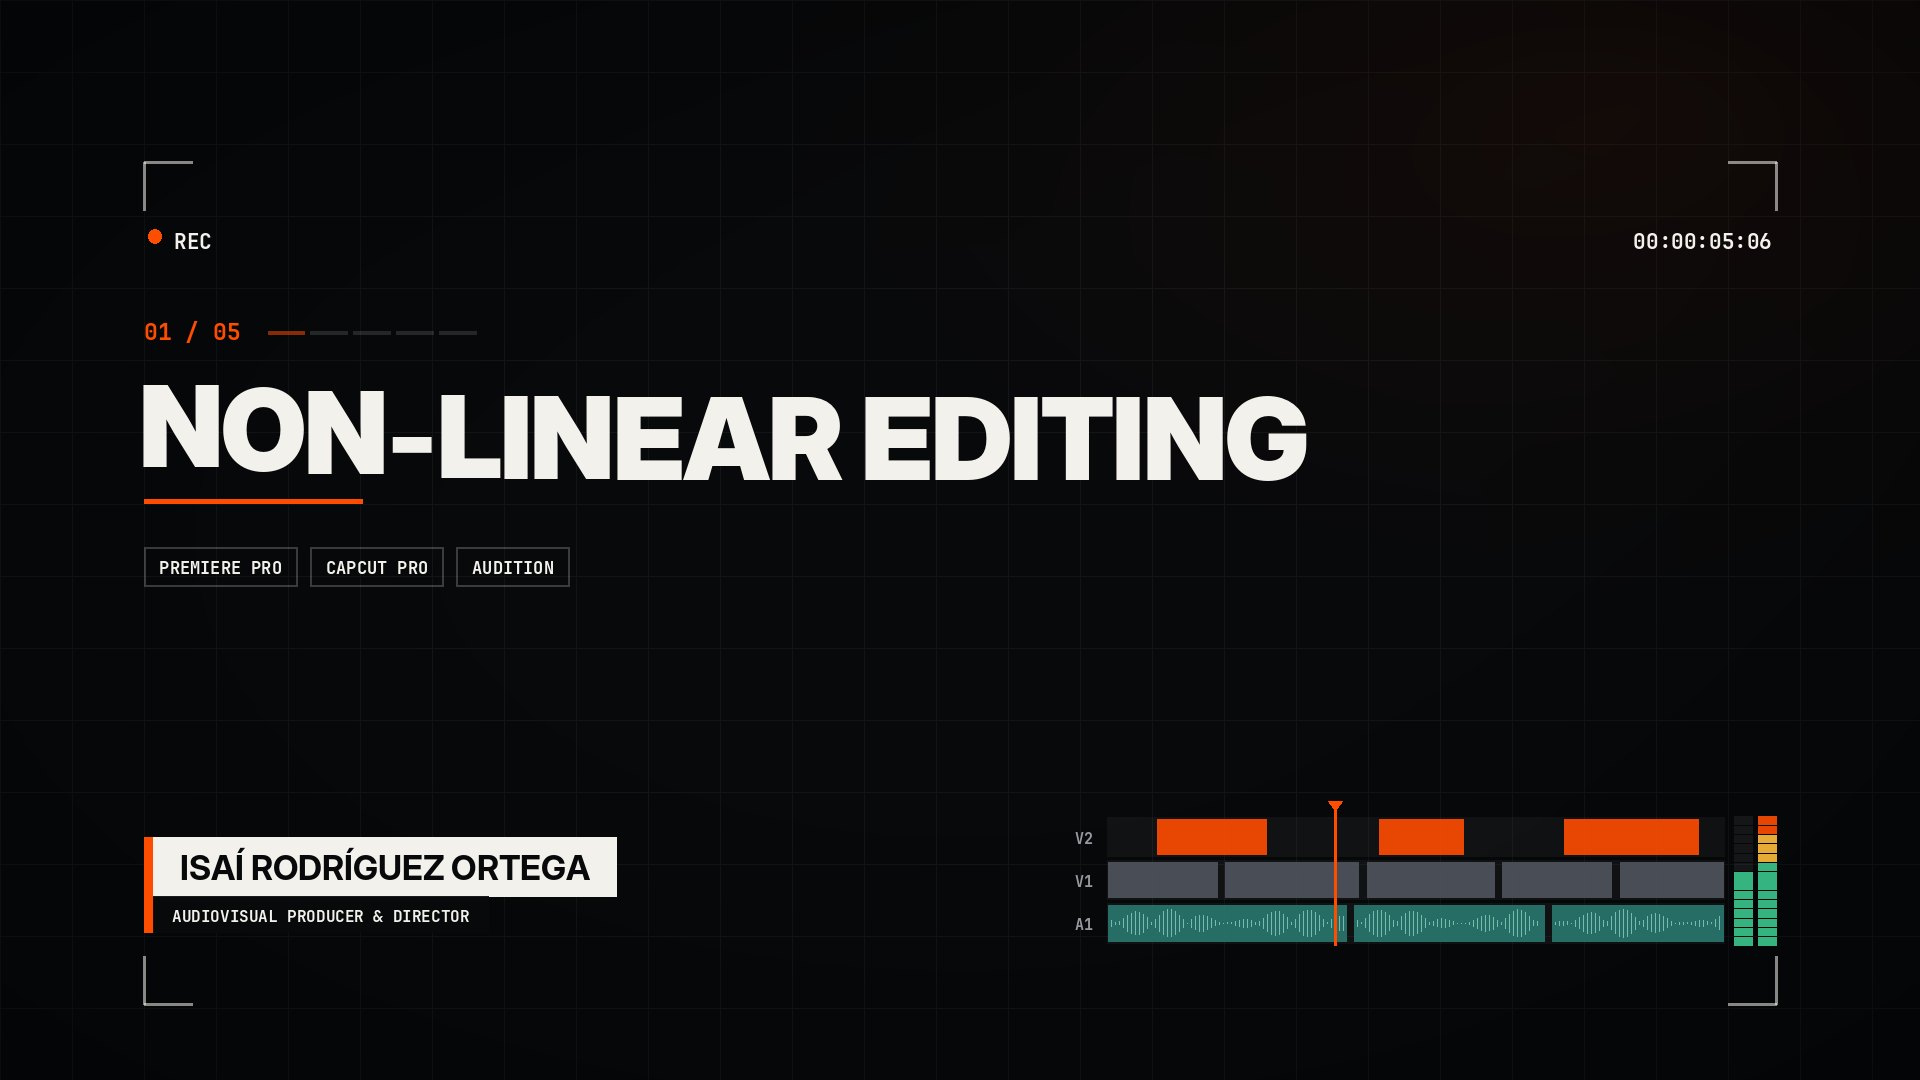 REC
00:00:05:06
01 / 05
NON-LINEAR EDITING
PREMIERE PRO
CAPCUT PRO
AUDITION
ISAÍ RODRÍGUEZ ORTEGA
AUDIOVISUAL PRODUCER & DIRECTOR
V2
V1
A1